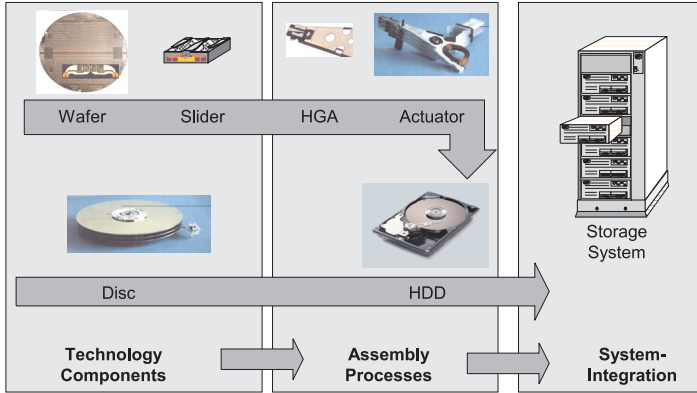 Wafer Slider HGA Actuator
Storage
System
Disc HDD
Technology
Components
Assembly
Processes
System-
Integration